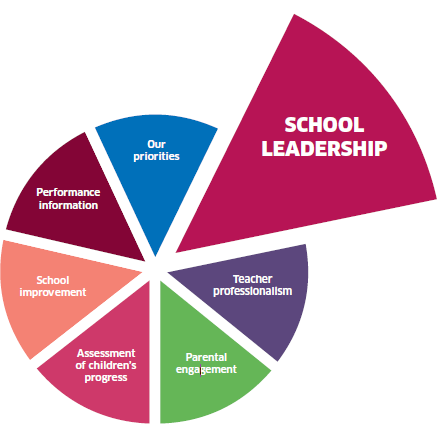 SCHOOL
LEADERSHIP
Our
priorities
Performance
information
School
improvement
Assessment
of children's
progress
Parental
engagement
Teacher
professionalism